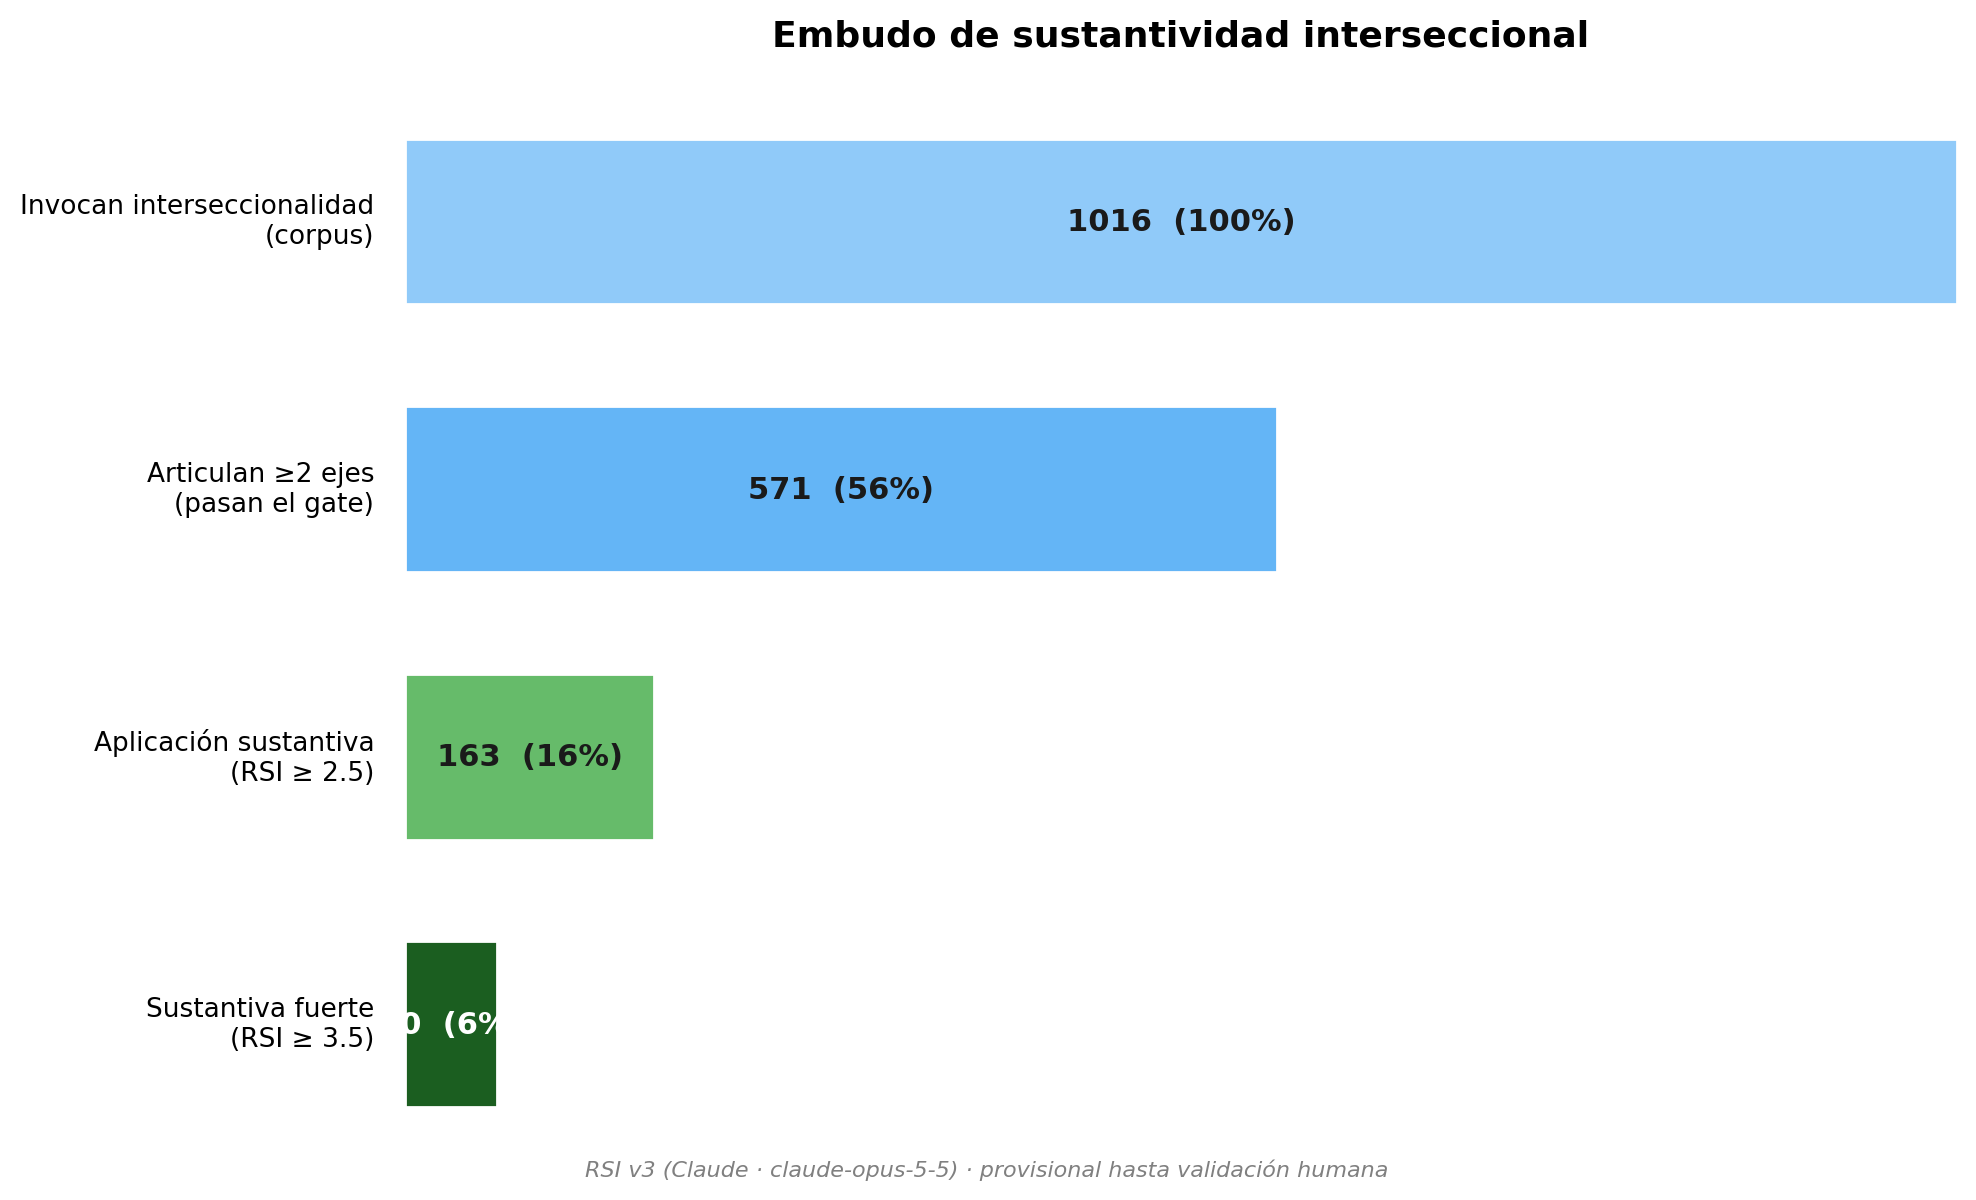 Embudo de sustantividad interseccional
Invocan interseccionalidad
(corpus)
1016 (100%)
Articulan ≥2 ejes
(pasan el gate)
571 (56%)
Aplicación sustantiva
(RSI ≥ 2.5)
163 (16%)
Sustantiva fuerte
(RSI ≥ 3.5)
0 (6%
RSI v3 (Claude · claude-opus-5-5) · provisional hasta validación humana